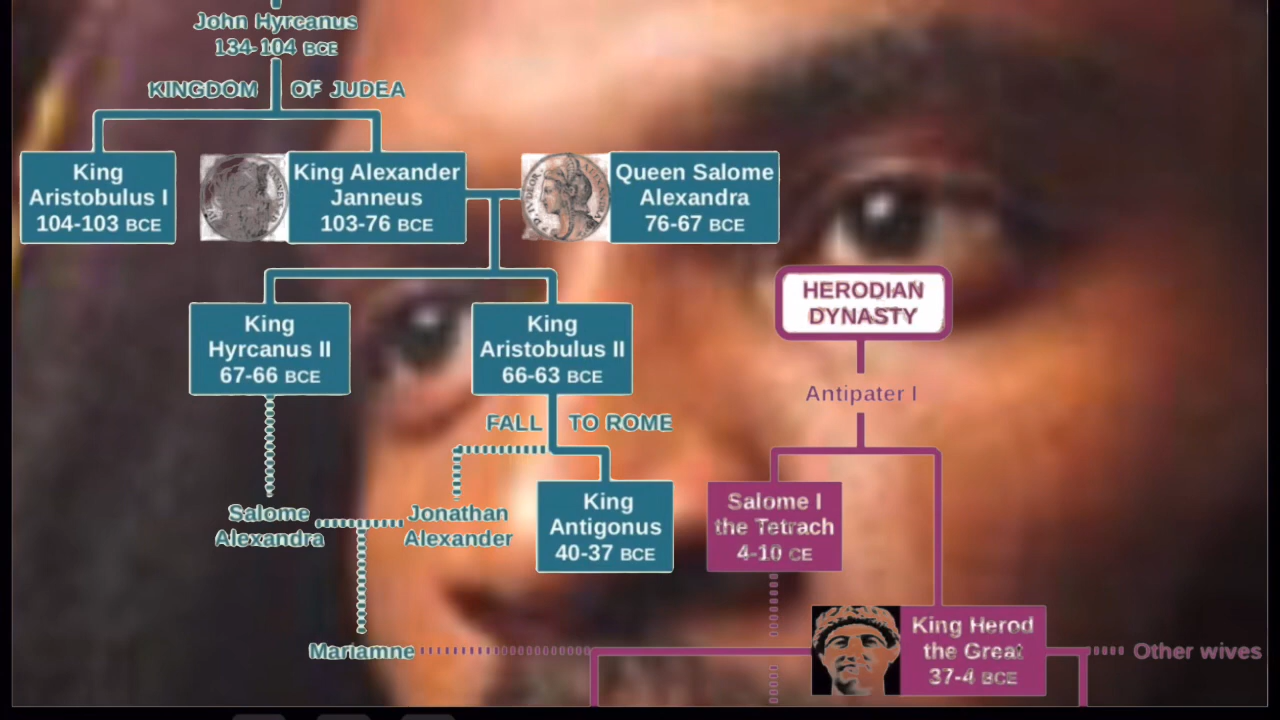 John Hyrcanus
134-104 BCE
KINGDOM OF JUDEA
King
Aristobulus I
104-103 BCE
King Alexander
Janneus
103-76 BCE
Queen Salome
Alexandra
76-67 BCE
HERODIAN
DYNASTY
King
Hyrcanus II
67-66 BCE
King
Aristobulus II
66-63 BCE
Antipater I
FALL TO ROME
Salome
Alexandra
Jonathan
Alexander
King
Antigonus
40-37 BCE
Salome I
the Tetrach
4-10 CE
King Herod
the Great
37-4 BCE
Mariamne
Other wives